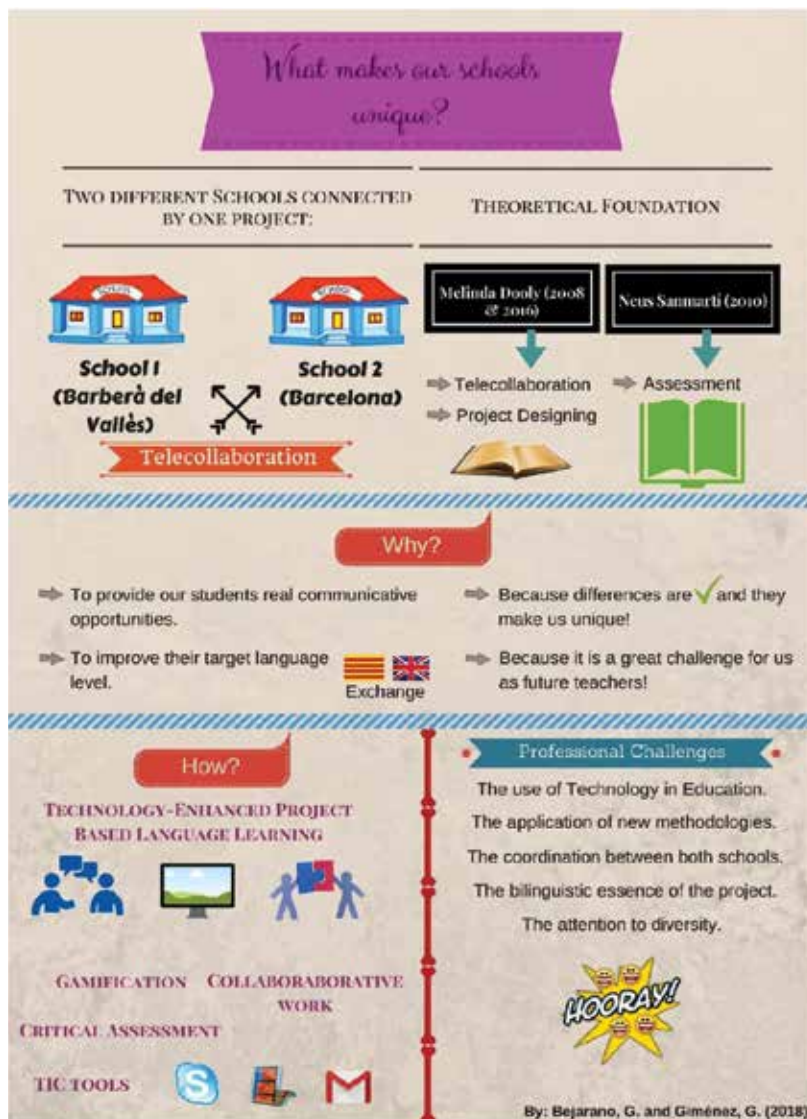 What makes our schools
unique?
TWO DIFFERENT SCHOOLS CONNECTED
BY ONE PROJECT:
SCHOOL
SCHOOL
School 1
(Barberà del
Vallès)
School 2
(Barcelona)
Telecollaboration
THEORETICAL FOUNDATION
Melinda Dooly (2008
& 2016)
Telecollaboration
Project Designing
Neus Sanmarti (2010)
Assessment
Why?
To provide our students real communicative
opportunities.
To improve their target language
level.
Exchange
Because differences are and they
make us unique!
Because it is a great challenge for us
as future teachers!
How?
TECHNOLOGY-ENHANCED PROJECT
BASED LANGUAGE LEARNING
GAMIFICATION
COLLABORABORATIVE
WORK
CRITICAL ASSESSMENT
TIC TOOLS
S
M
Professional Challenges
The use of Technology in Education.
The application of new methodologies.
The coordination between both schools.
The bilinguistic essence of the project.
The attention to diversity.
HOORAY!
By: Bejarano, G. and Giménez, G. (2018)